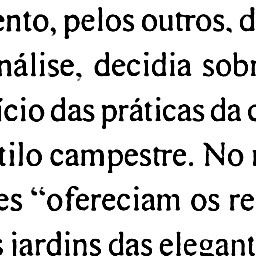 ento, pelos outros, d
nálise, decidia sobr
ício das práticas da
tilo campestre. No
es “ofereciam os re
jardins das elegant